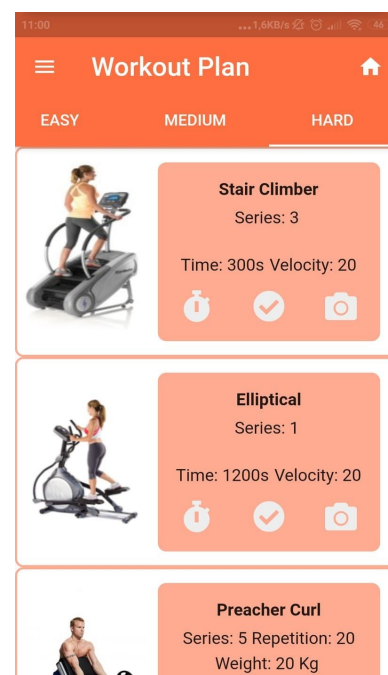 11:00 ...1,6KB/s 46
Workout Plan
EASY MEDIUM HARD
Stair Climber
Series: 3
Time: 300s Velocity: 20
Elliptical
Series: 1
Time: 1200s Velocity: 20
Preacher Curl
Series: 5 Repetition: 20
Weight: 20 Kg